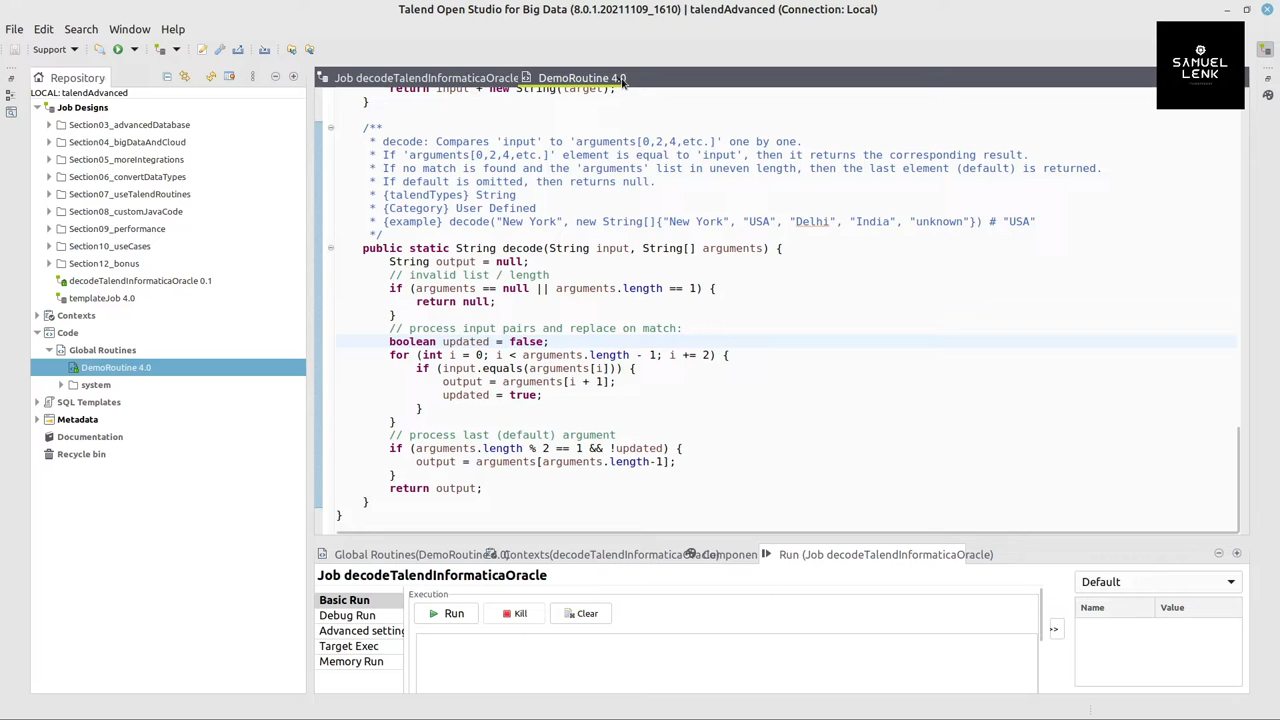 Talend Open Studio for Big Data (8.0.1.20211109_1610) | talendAdvanced (Connection: Local)
File Edit Search Window Help
Support
SAMUEL
LENK
Repository
LOCAL: talendAdvanced
Job Designs
Section03_advancedDatabase
Section04_bigDataAndCloud
Section05_moreIntegrations
Section06_convertDataTypes
Section07_useTalendRoutines
Section08_customJavaCode
Section09_performance
Section10_useCases
Section12_bonus
decodeTalendInformaticaOracle 0.1
templateJob 4.0
Contexts
Code
Global Routines
DemoRoutine 4.0
system
SQL Templates
Metadata
Documentation
Recycle bin
Job decodeTalendInformaticaOracle DemoRoutine 4.0
return input + new String(target);
}
/**
* decode: Compares 'input' to 'arguments[0,2,4,etc.]' one by one.
* If 'arguments[0,2,4,etc.]' element is equal to 'input', then it returns the corresponding result.
* If no match is found and the 'arguments' list in uneven length, then the last element (default) is returned.
* If default is omitted, then returns null.
* {talendTypes} String
* {Category} User Defined
* {example} decode("New York", new String[]{"New York", "USA", "Delhi", "India", "unknown"}) # "USA"
*/
public static String decode(String input, String[] arguments) {
String output = null;
// invalid list / length
if (arguments == null || arguments.length == 1) {
return null;
}
// process input pairs and replace on match:
boolean updated = false;
for (int i = 0; i < arguments.length - 1; i += 2) {
if (input.equals(arguments[i])) {
output = arguments[i + 1];
updated = true;
}
}
// process last (default) argument
if (arguments.length % 2 == 1 && !updated) {
output = arguments[arguments.length-1];
}
return output;
}
}
Global Routines(DemoRoutine 4.0) Contexts(decodeTalendInformaticaOracle) Componen Run (Job decodeTalendInformaticaOracle)
Job decodeTalendInformaticaOracle
Basic Run
Debug Run
Advanced setting
Target Exec
Memory Run
Execution
Run Kill Clear
>>
Default
Name Value